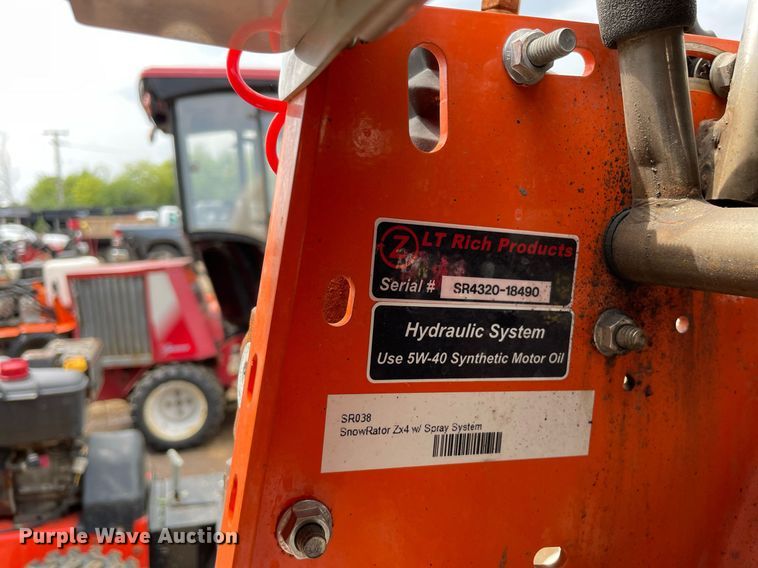 Z LT Rich Products
Serial # SR4320-18490
Hydraulic System
Use 5W-40 Synthetic Motor Oil
SR038
SnowRator Zx4 w/ Spray System
Purple Wave Auction